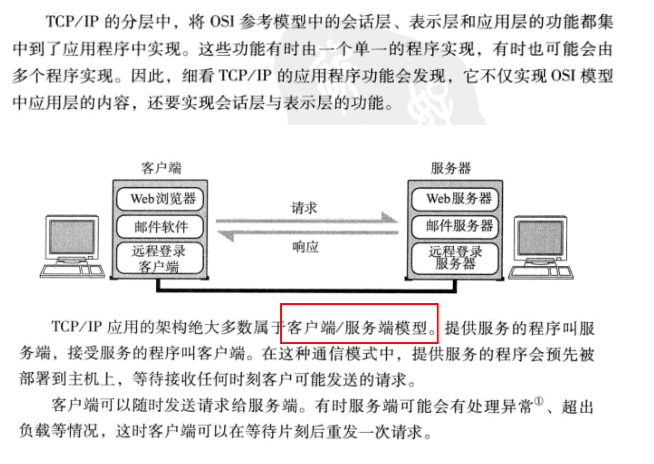 TCP/IP 的分层中，将 OSI 参考模型中的会话层、表示层和应用层的功能都集
中到了应用程序中实现。这些功能有时由一个单一的程序实现，有时也可能会由
多个程序实现。因此，细看 TCP/IP 的应用程序功能会发现，它不仅实现 OSI 模型
中应用层的内容，还要实现会话层与表示层的功能。
客户端
服务器
Web浏览器
邮件软件
远程登录
客户端
请求
响应
Web服务器
邮件服务器
远程登录
服务器
TCP/IP 应用的架构绝大多数属于客户端/服务端模型。提供服务的程序叫服
务端，接受服务的程序叫客户端。在这种通信模式中，提供服务的程序会预先被
部署到主机上，等待接收任何时刻客户可能发送的请求。
客户端可以随时发送请求给服务端。有时服务端可能会有处理异常①、超出
负载等情况，这时客户端可以在等待片刻后重发一次请求。